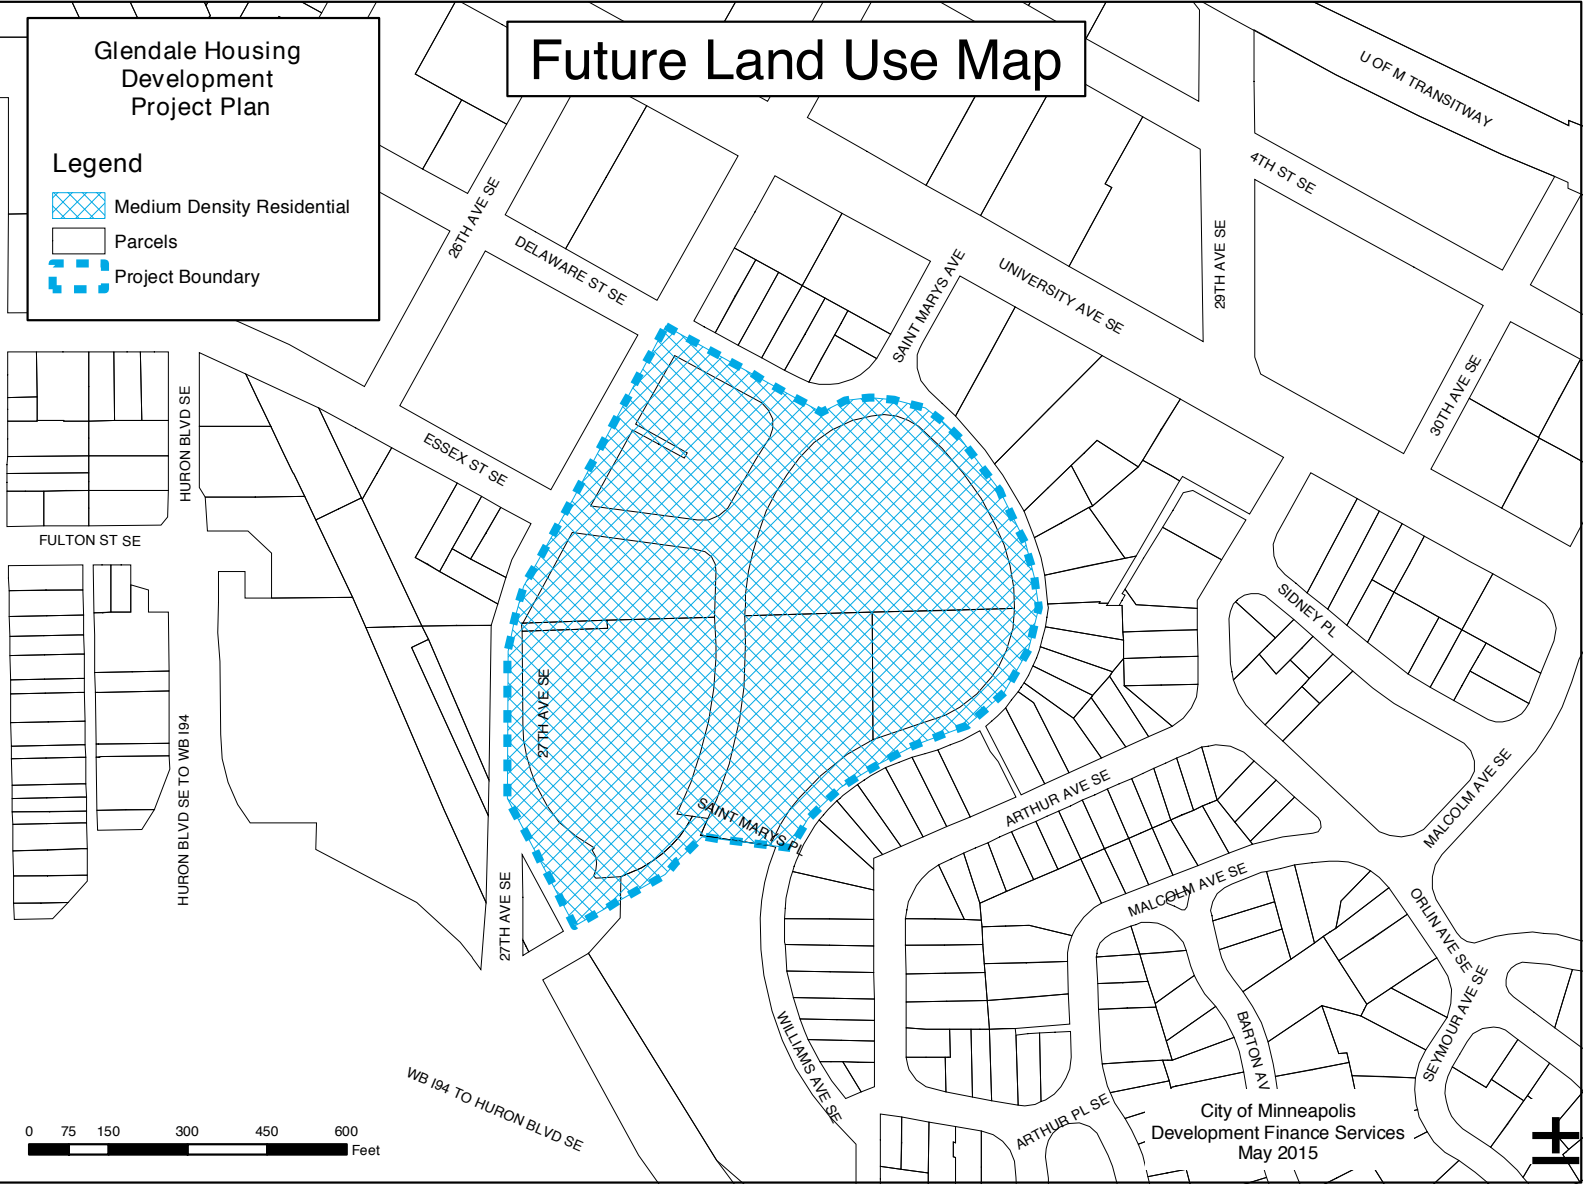 Glendale Housing
Development
Project Plan
Legend
Medium Density Residential
Parcels
Project Boundary
Future Land Use Map
U OF M TRANSITWAY
4TH ST SE
26TH AVE SE
DELAWARE ST SE
SAINT MARYS AVE
UNIVERSITY AVE SE
29TH AVE SE
30TH AVE SE
HURON BLVD SE
ESSEX ST SE
FULTON ST SE
SIDNEY PL
27TH AVE SE
HURON BLVD SE TO WB I94
SAINT MARYS PL
ARTHUR AVE SE
MALCOLM AVE SE
MALCOLM AVE SE
27TH AVE SE
ORLIN AVE SE
SEYMOUR AVE SE
WILLIAMS AVE SE
BARTON AV
WB I94 TO HURON BLVD SE
ARTHUR PL SE
City of Minneapolis
Development Finance Services
May 2015
0 75 150 300 450 600
Feet